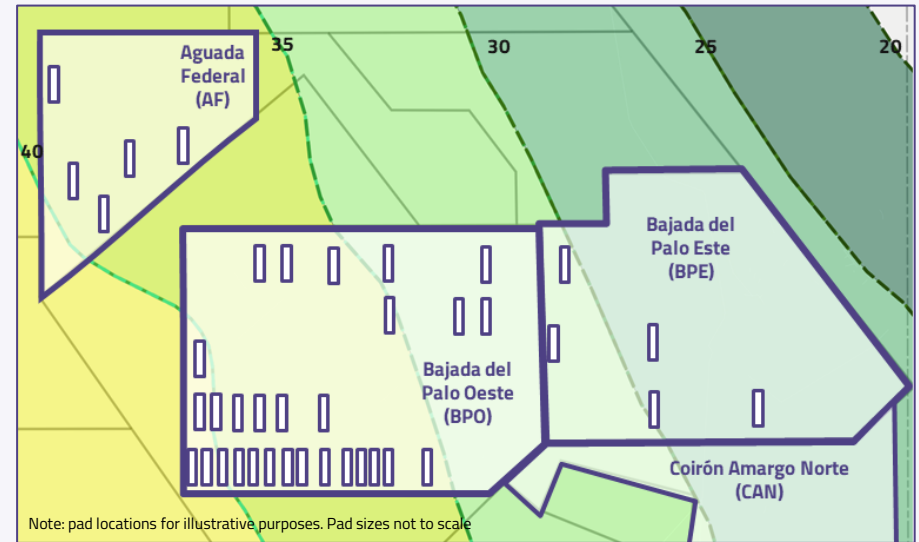 Aguada
Federal
(AF)
35
30
25
20
40
Bajada del
Palo Este
(BPE)
Bajada del
Palo Oeste
(BPO)
Coirón Amargo Norte
(CAN)
Note: pad locations for illustrative purposes. Pad sizes not to scale